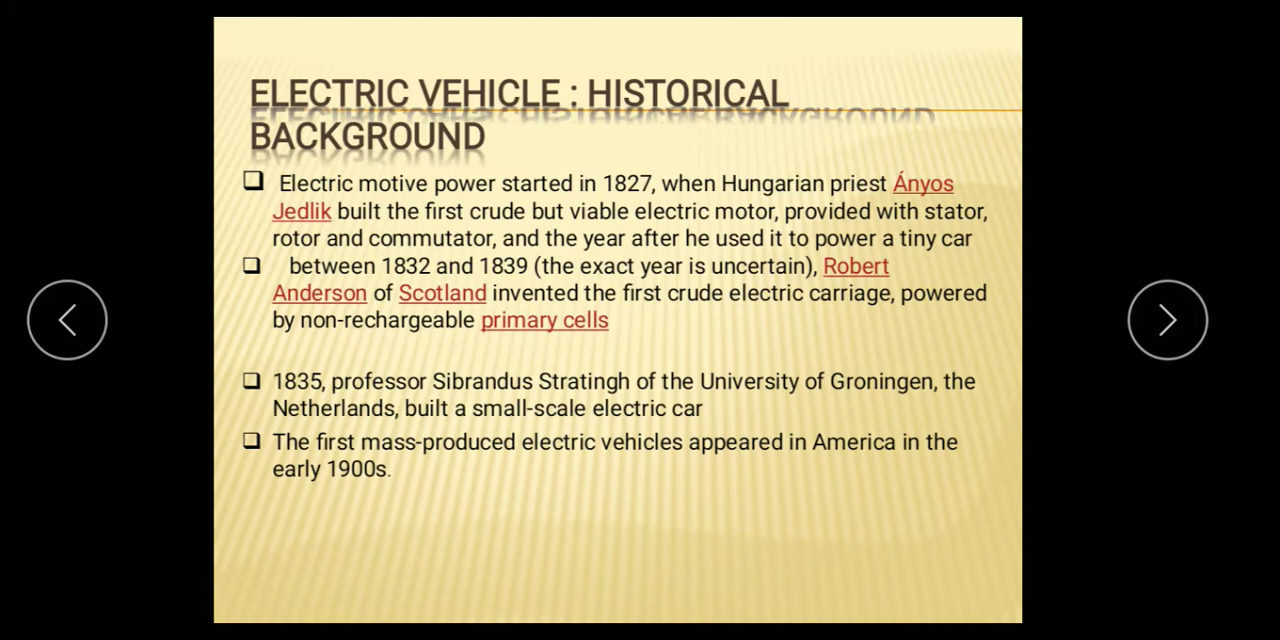 ELECTRIC VEHICLE : HISTORICAL
BACKGROUND
❑ Electric motive power started in 1827, when Hungarian priest Ányos
Jedlik built the first crude but viable electric motor, provided with stator,
rotor and commutator, and the year after he used it to power a tiny car
❑ between 1832 and 1839 (the exact year is uncertain), Robert
Anderson of Scotland invented the first crude electric carriage, powered
by non-rechargeable primary cells
❑ 1835, professor Sibrandus Stratingh of the University of Groningen, the
Netherlands, built a small-scale electric car
❑ The first mass-produced electric vehicles appeared in America in the
early 1900s.